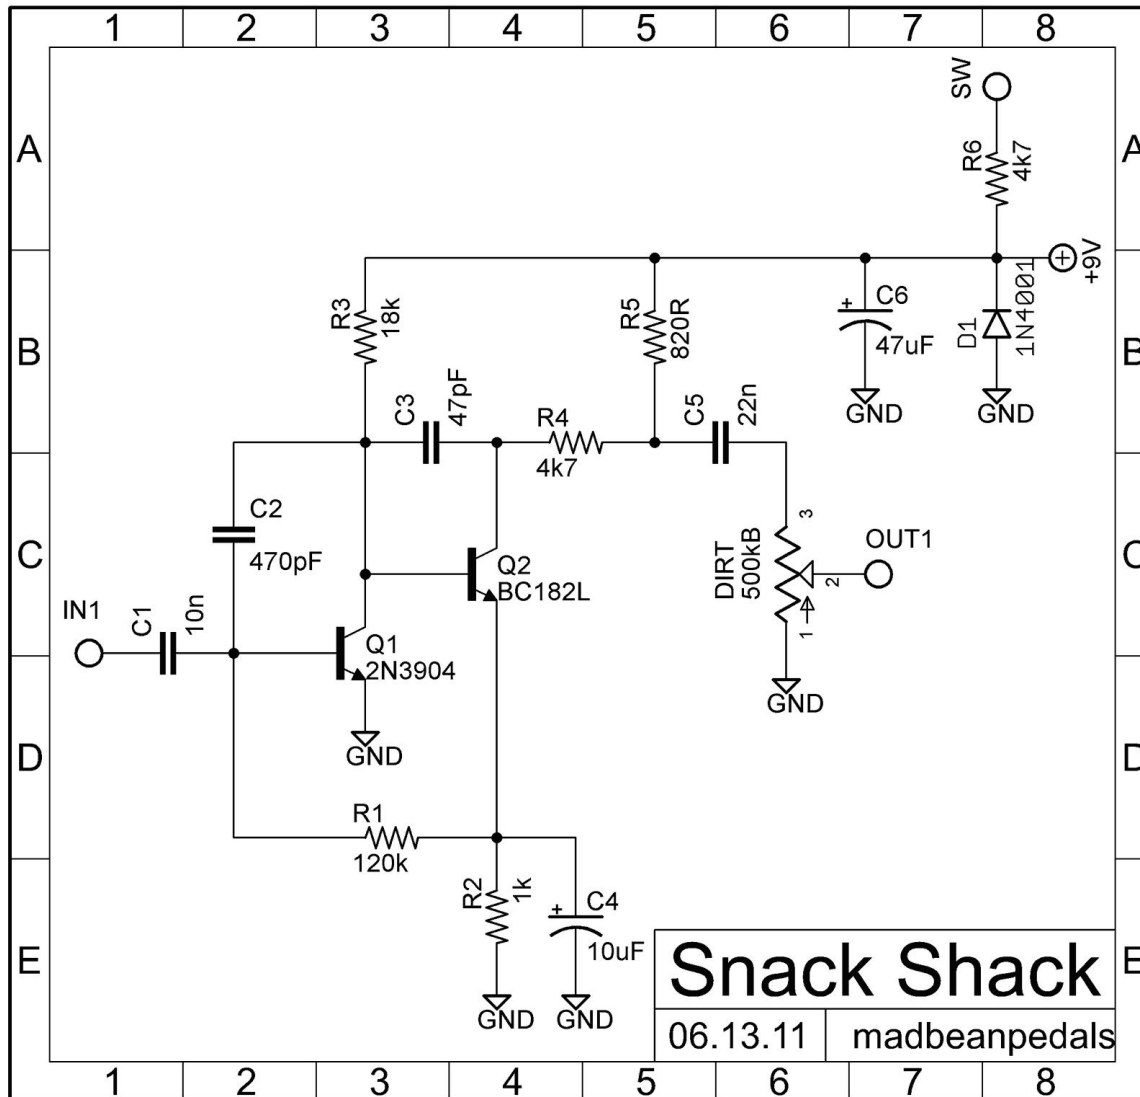 1 2 3 4 5 6 7 8
A
A
B
B
C
C
D
D
E
E
SW
R6
4k7
+9V
R3
18k
R5
820R
+
C6
47uF
D1
1N4001
GND
GND
C3
47pF
R4
4k7
C5
22n
C2
470pF
Q2
BC182L
DIRT
500kB
3
2
1
OUT1
GND
IN1
C1
10n
Q1
2N3904
GND
R1
120k
R2
1k
+
C4
10uF
GND
GND
Snack Shack
06.13.11
madbeanpedals
1 2 3 4 5 6 7 8